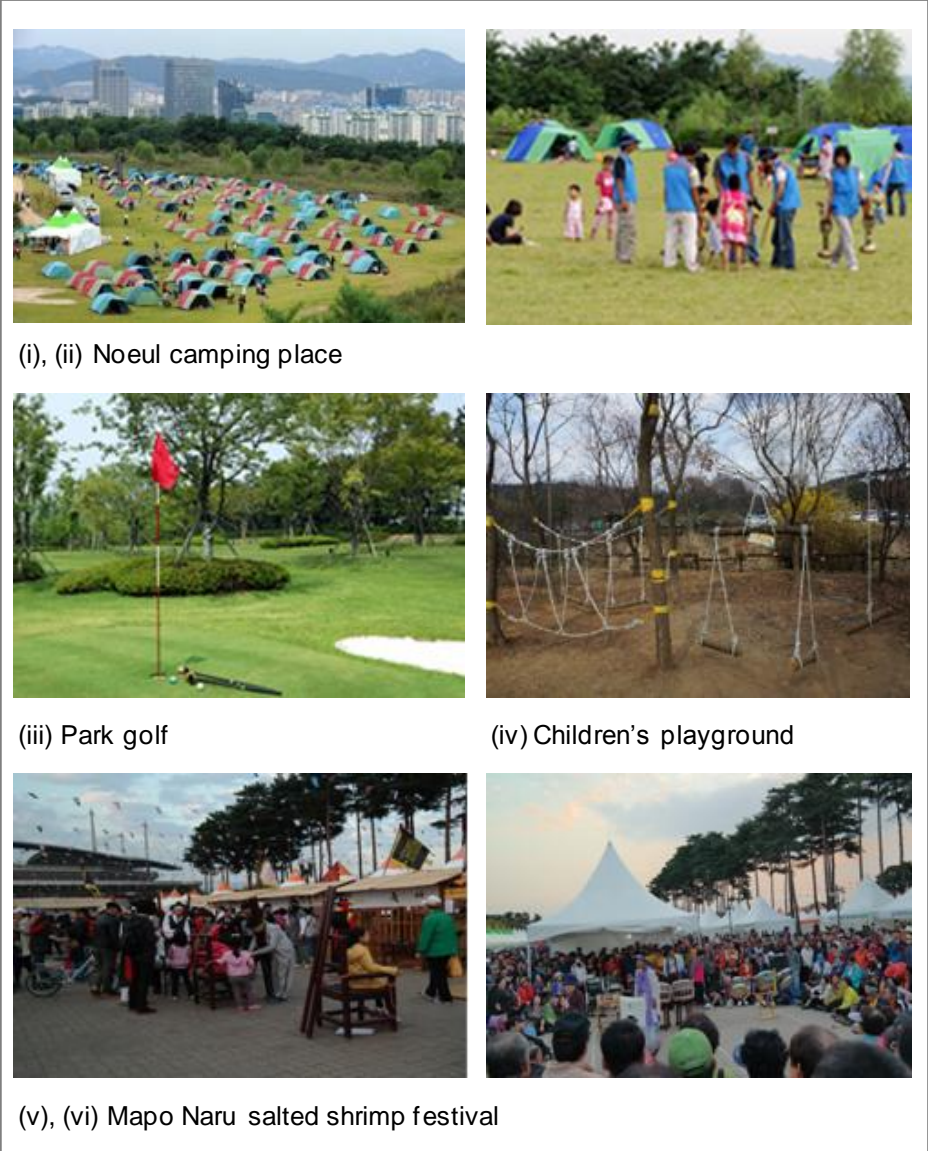 (i), (ii) Noeul camping place
(iii) Park golf
(iv) Children's playground
(v), (vi) Mapo Naru salted shrimp festival